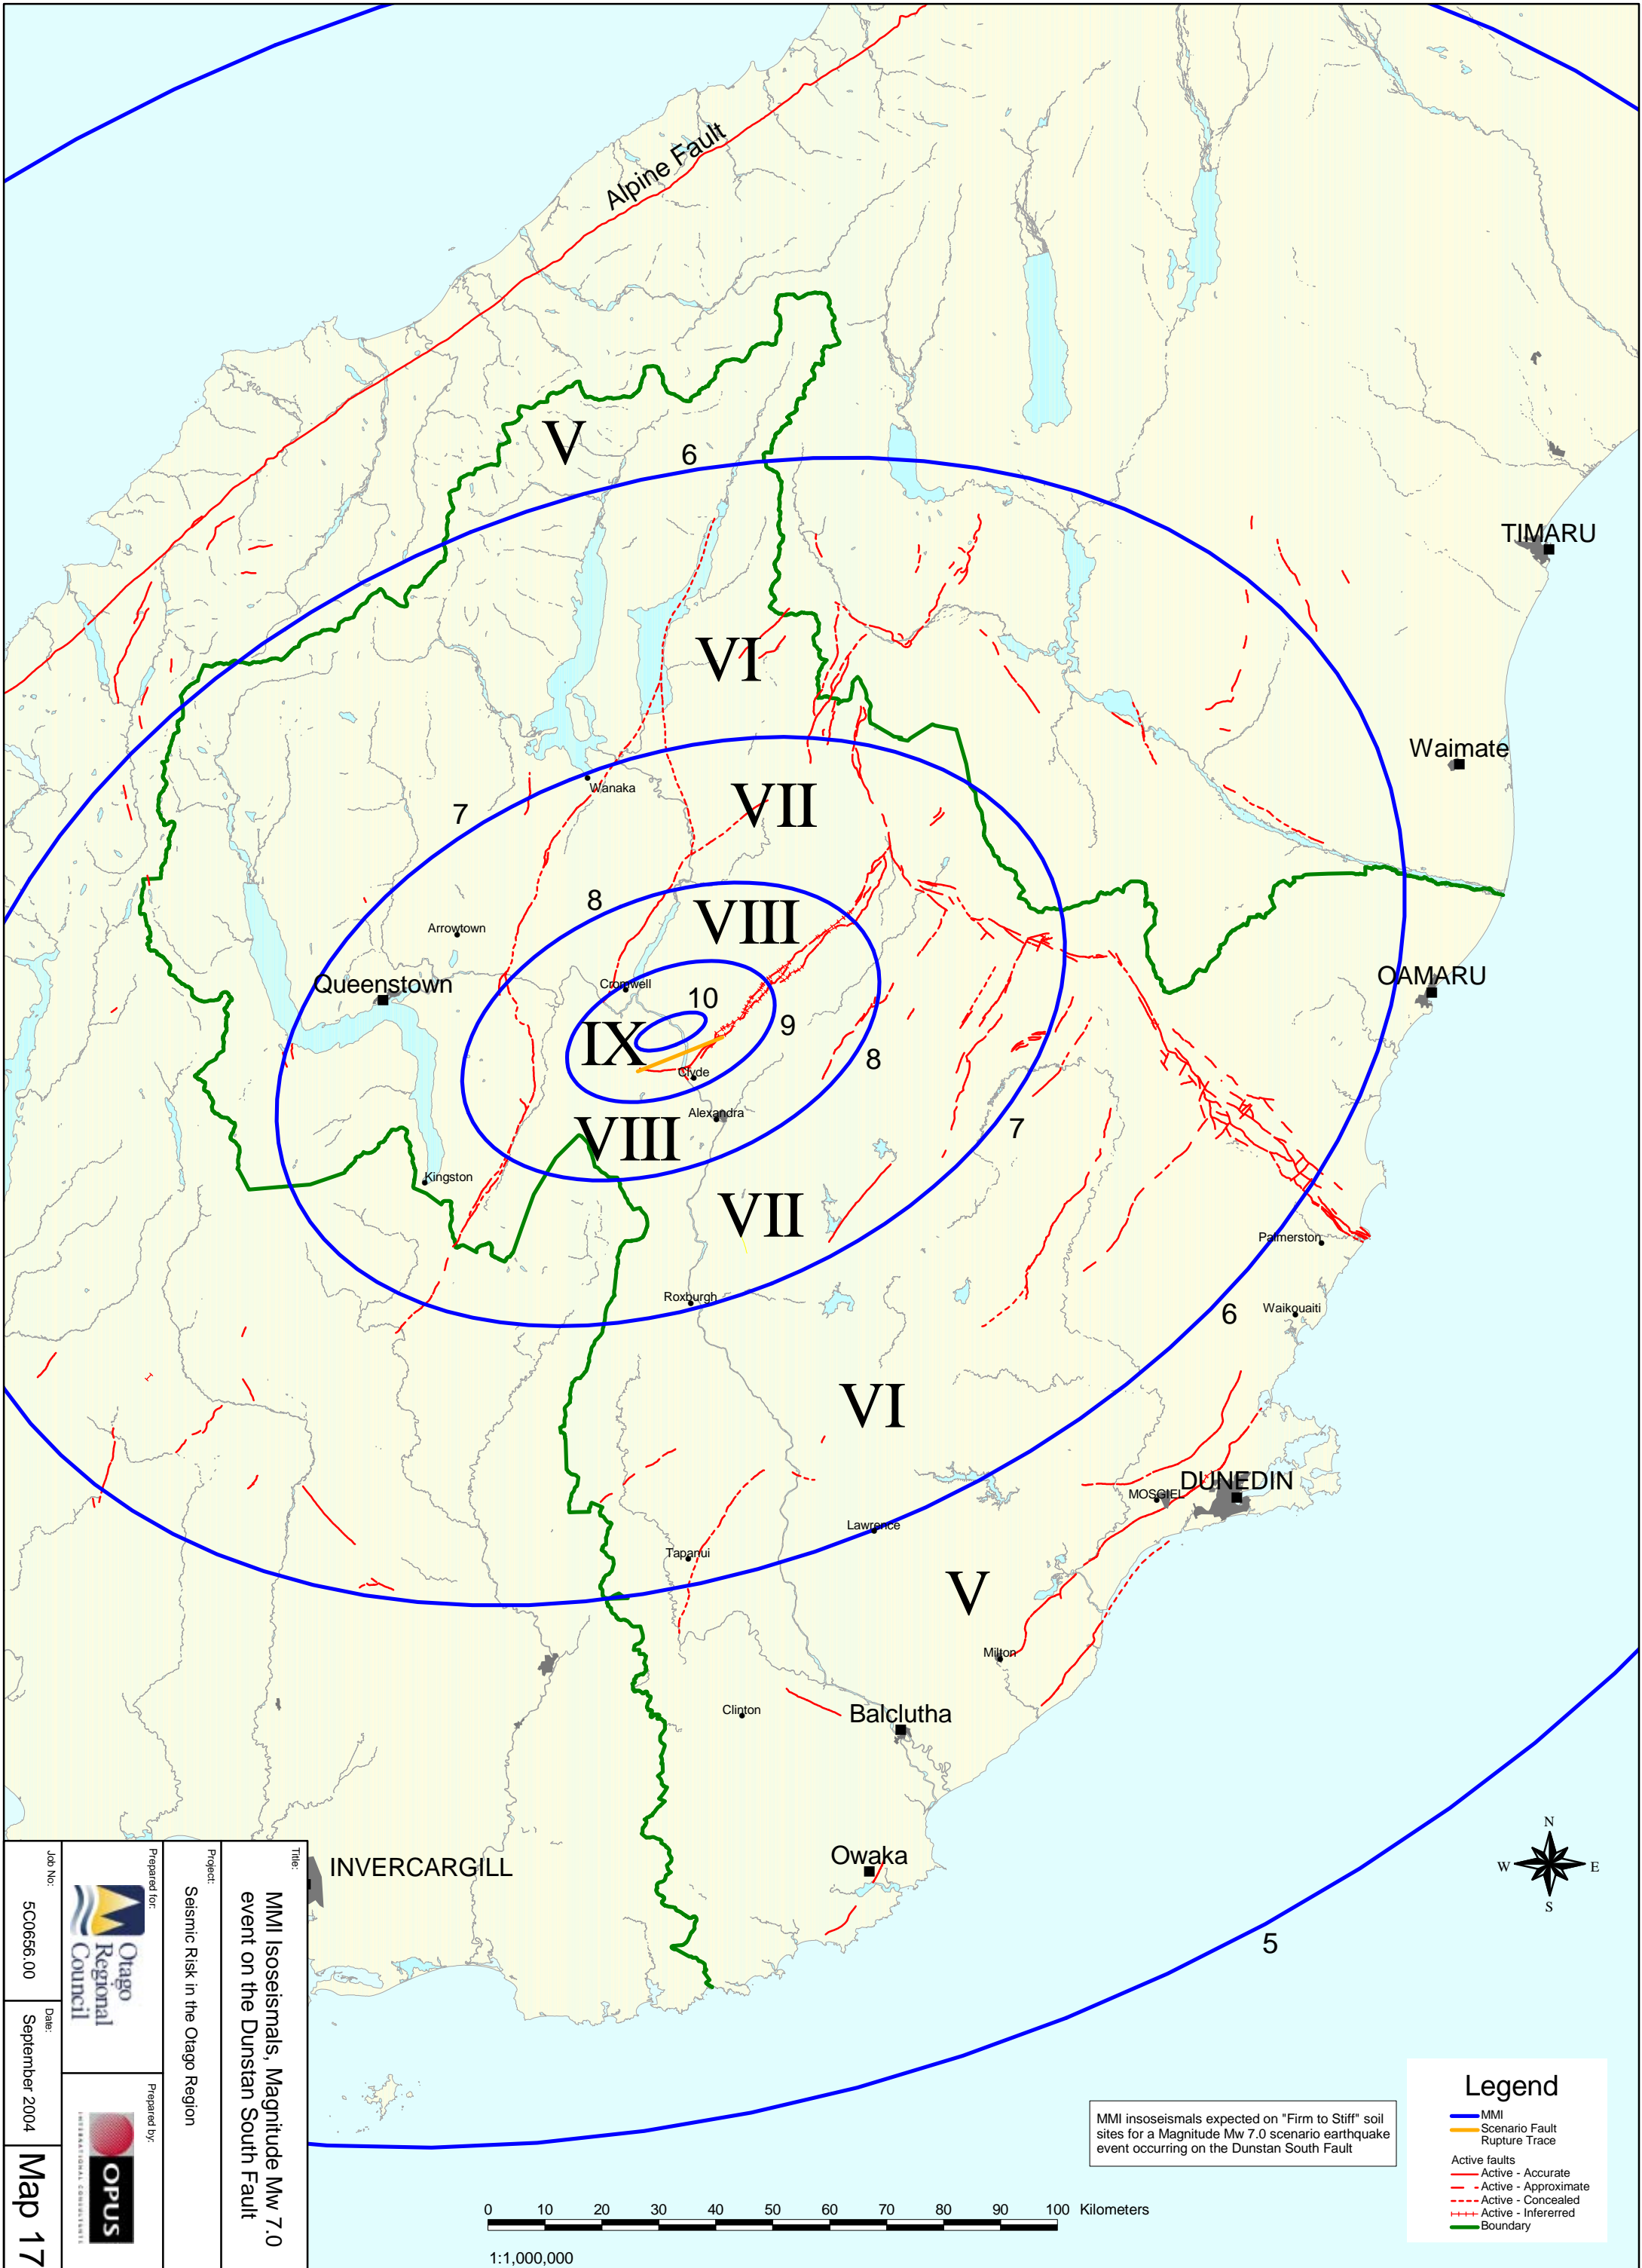 Alpine Fault
V
6
TIMARU
VI
Waimate
Wanaka
7
VII
8
VIII
Arrowtown
Queenstown
Cromwell
OAMARU
10
9
IX
8
Clyde
Alexandra
7
VIII
Kingston
VII
Palmerston
Roxburgh
Waikouaiti
6
VI
DUNEDIN
MOSGIEL
Lawrence
Tapanui
V
Milton
Clinton
Balclutha
Owaka
INVERCARGILL
5
N
W
E
S
Title:
MMI Isoseismals, Magnitude Mw 7.0
event on the Dunstan South Fault
Project:
Seismic Risk in the Otago Region
Prepared for:
Otago
Regional
Council
Prepared by:
OPUS
INTERNATIONAL CONSULTANTS
Job No:
5C0656.00
Date:
September 2004
Map 17
MMI insoseismals expected on "Firm to Stiff" soil
sites for a Magnitude Mw 7.0 scenario earthquake
event occurring on the Dunstan South Fault
Legend
MMI
Scenario Fault
Rupture Trace
Active faults
Active - Accurate
Active - Approximate
Active - Concealed
Active - Infererred
Boundary
0 10 20 30 40 50 60 70 80 90 100 Kilometers
1:1,000,000